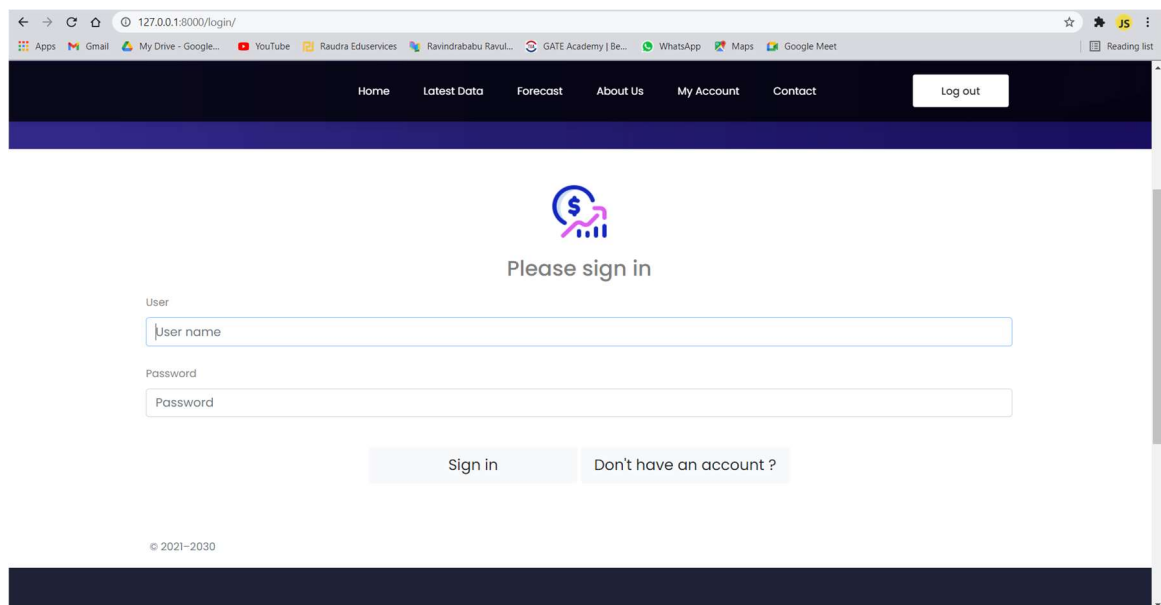 127.0.0.1:8000/login/
JS
Apps Gmail My Drive - Google... YouTube Raudra Eduservices Ravindrababu Ravul... GATE Academy | Be... WhatsApp Maps Google Meet Reading list
Home Latest Data Forecast About Us My Account Contact Log out
$
Please sign in
User
User name
Password
Password
Sign in Don't have an account ?
© 2021-2030